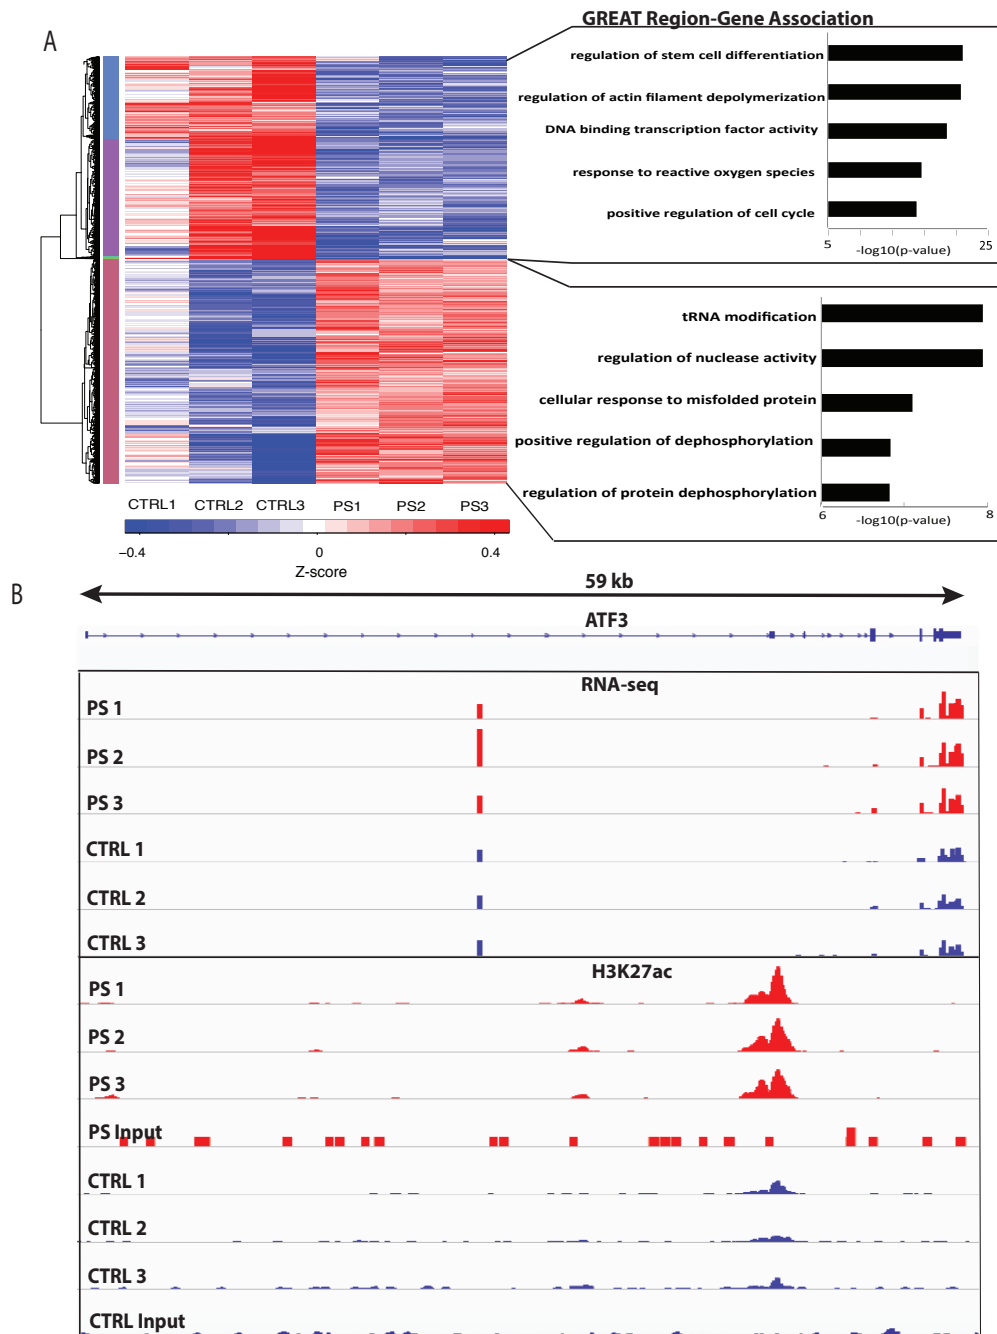 A
GREAT Region-Gene Association
regulation of stem cell differentiation
regulation of actin filament depolymerization
DNA binding transcription factor activity
response to reactive oxygen species
positive regulation of cell cycle
5 25
-log10(p-value)
tRNA modification
regulation of nuclease activity
cellular response to misfolded protein
positive regulation of dephosphorylation
regulation of protein dephosphorylation
6 8
-log10(p-value)
CTRL1 CTRL2 CTRL3 PS1 PS2 PS3
−0.4 0 0.4
Z-score
B
59 kb
ATF3
RNA-seq
PS 1
PS 2
PS 3
CTRL 1
CTRL 2
CTRL 3
H3K27ac
PS 1
PS 2
PS 3
PS Input
CTRL 1
CTRL 2
CTRL 3
CTRL Input